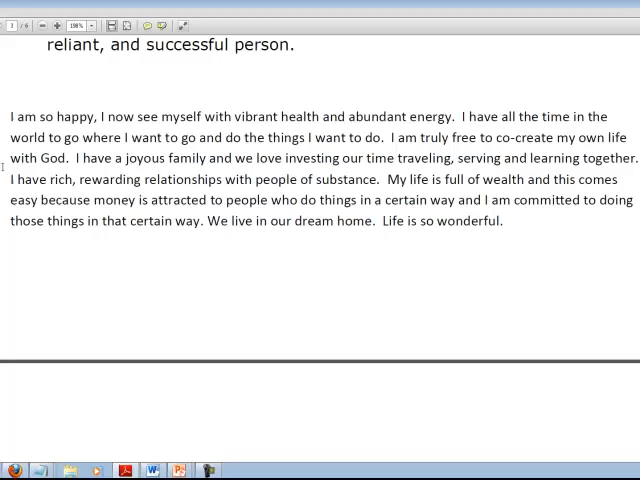 3 / 6
198%
reliant, and successful person.
I am so happy, I now see myself with vibrant health and abundant energy.  I have all the time in the
world to go where I want to go and do the things I want to do.  I am truly free to co-create my own life
with God.  I have a joyous family and we love investing our time traveling, serving and learning together.
I have rich, rewarding relationships with people of substance.  My life is full of wealth and this comes
easy because money is attracted to people who do things in a certain way and I am committed to doing
those things in that certain way. We live in our dream home.  Life is so wonderful.